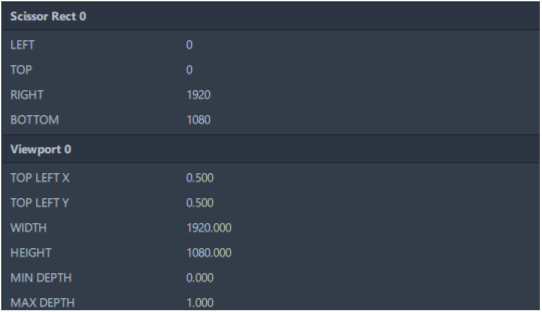 Scissor Rect 0
LEFT 0
TOP 0
RIGHT 1920
BOTTOM 1080
Viewport 0
TOP LEFT X 0.500
TOP LEFT Y 0.500
WIDTH 1920.000
HEIGHT 1080.000
MIN DEPTH 0.000
MAX DEPTH 1.000